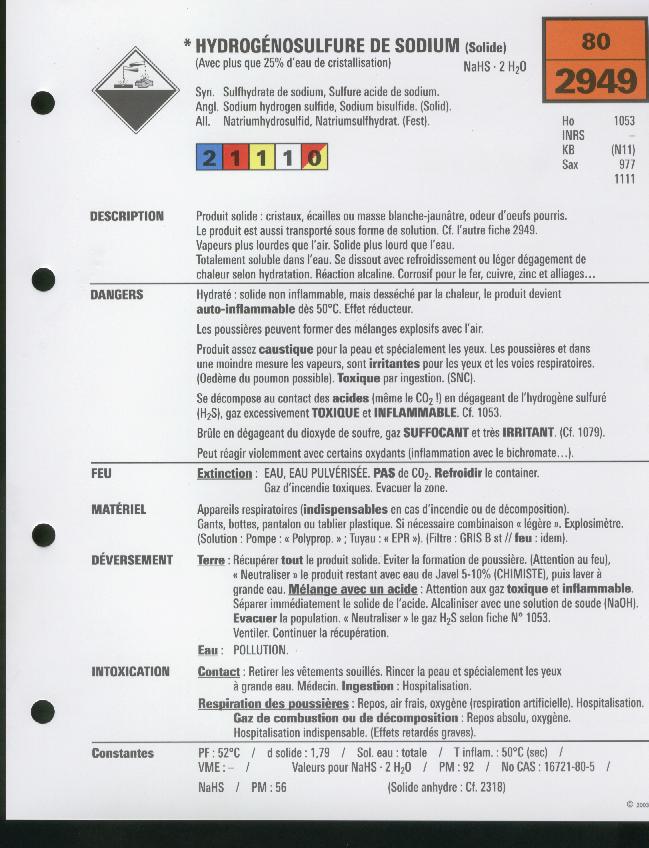 * HYDROGÉNOSULFURE DE SODIUM (Solide)
(Avec plus que 25% d'eau de cristallisation) NaHS · 2 H₂O
80
2949
Syn. Sulfhydrate de sodium, Sulfure acide de sodium.
Angl. Sodium hydrogen sulfide, Sodium bisulfide. (Solid).
All. Natriumhydrosulfid, Natriumsulfhydrat. (Fest).
Ho 1053
INRS –
KB (N11)
Sax 977
1111
2 1 1 1 0
DESCRIPTION Produit solide : cristaux, écailles ou masse blanche-jaunâtre, odeur d'oeufs pourris.
Le produit est aussi transporté sous forme de solution. Cf. l'autre fiche 2949.
Vapeurs plus lourdes que l'air. Solide plus lourd que l'eau.
Totalement soluble dans l'eau. Se dissout avec refroidissement ou léger dégagement de
chaleur selon hydratation. Réaction alcaline. Corrosif pour le fer, cuivre, zinc et alliages...
DANGERS Hydraté : solide non inflammable, mais desséché par la chaleur, le produit devient
auto-inflammable dès 50°C. Effet réducteur.
Les poussières peuvent former des mélanges explosifs avec l'air.
Produit assez caustique pour la peau et spécialement les yeux. Les poussières et dans
une moindre mesure les vapeurs, sont irritantes pour les yeux et les voies respiratoires.
(Oedème du poumon possible). Toxique par ingestion. (SNC).
Se décompose au contact des acides (même le CO₂ !) en dégageant de l'hydrogène sulfuré
(H₂S), gaz excessivement TOXIQUE et INFLAMMABLE. Cf. 1053.
Brûle en dégageant du dioxyde de soufre, gaz SUFFOCANT et très IRRITANT. (Cf. 1079).
Peut réagir violemment avec certains oxydants (inflammation avec le bichromate...).
FEU Extinction : EAU, EAU PULVÉRISÉE. PAS de CO₂. Refroidir le container.
Gaz d'incendie toxiques. Evacuer la zone.
MATÉRIEL Appareils respiratoires (indispensables en cas d'incendie ou de décomposition).
Gants, bottes, pantalon ou tablier plastique. Si nécessaire combinaison « légère ». Explosimètre.
(Solution : Pompe : « Polyprop. » ; Tuyau : « EPR »). (Filtre : GRIS B st // feu : idem).
DÉVERSEMENT Terre : Récupérer tout le produit solide. Eviter la formation de poussière. (Attention au feu),
« Neutraliser » le produit restant avec eau de Javel 5-10% (CHIMISTE), puis laver à
grande eau. Mélange avec un acide : Attention aux gaz toxique et inflammable.
Séparer immédiatement le solide de l'acide. Alcaliniser avec une solution de soude (NaOH).
Evacuer la population. « Neutraliser » le gaz H₂S selon fiche N° 1053.
Ventiler. Continuer la récupération.
Eau : POLLUTION.
INTOXICATION Contact : Retirer les vêtements souillés. Rincer la peau et spécialement les yeux
à grande eau. Médecin. Ingestion : Hospitalisation.
Respiration des poussières : Repos, air frais, oxygène (respiration artificielle). Hospitalisation.
Gaz de combustion ou de décomposition : Repos absolu, oxygène.
Hospitalisation indispensable. (Effets retardés graves).
Constantes PF : 52°C / d solide : 1,79 / Sol. eau : totale / T inflam. : 50°C (sec) /
VME : – / Valeurs pour NaHS · 2 H₂O / PM : 92 / No CAS : 16721-80-5 /
NaHS / PM : 56 (Solide anhydre : Cf. 2318)
© 2003